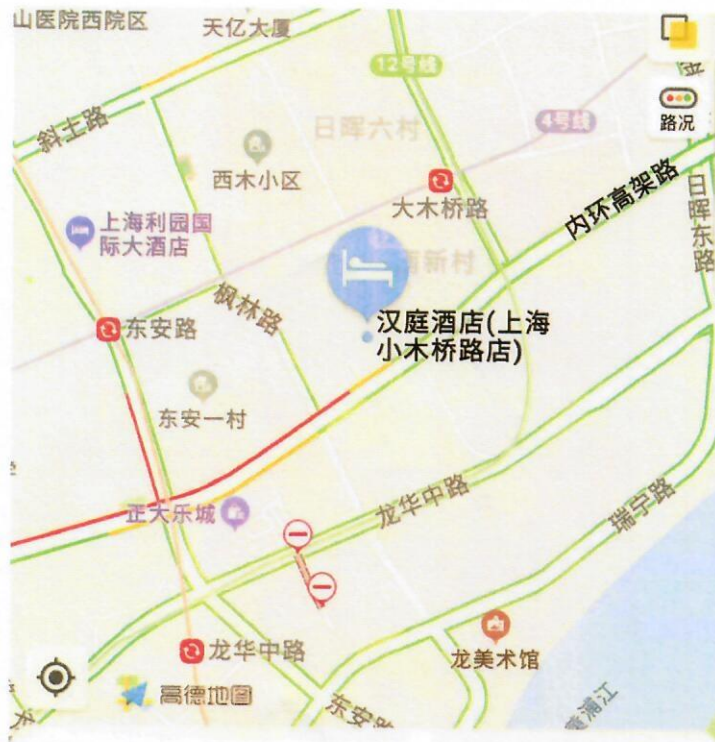 山医院西院区
天亿大厦
12号线
斜土路
日晖六村
4号线
路况
西木小区
大木桥路
内环高架路
日晖东路
上海利园国
际大酒店
南新村
枫林路
东安路
汉庭酒店(上海
小木桥路店)
东安一村
正大乐城
龙华中路
瑞宁路
龙华中路
龙美术馆
高德地图
东安路
黄浦江